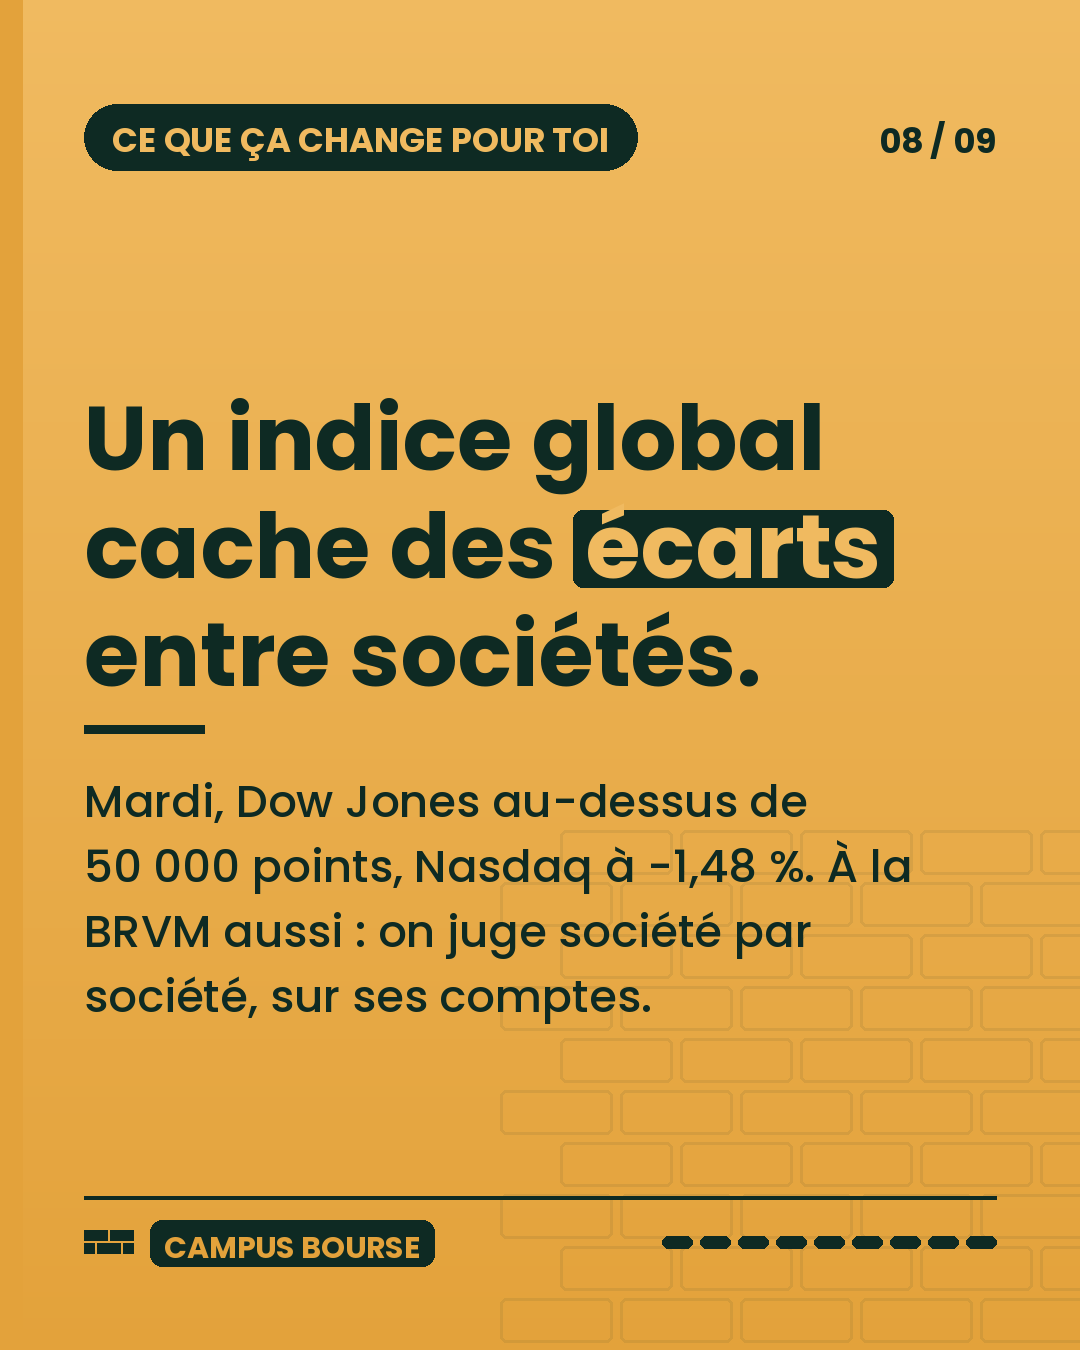 CE QUE ÇA CHANGE POUR TOI
08 / 09
Un indice global
cache des écarts
entre sociétés.
Mardi, Dow Jones au-dessus de
50 000 points, Nasdaq à -1,48 %. À la
BRVM aussi : on juge société par
société, sur ses comptes.
CAMPUS BOURSE